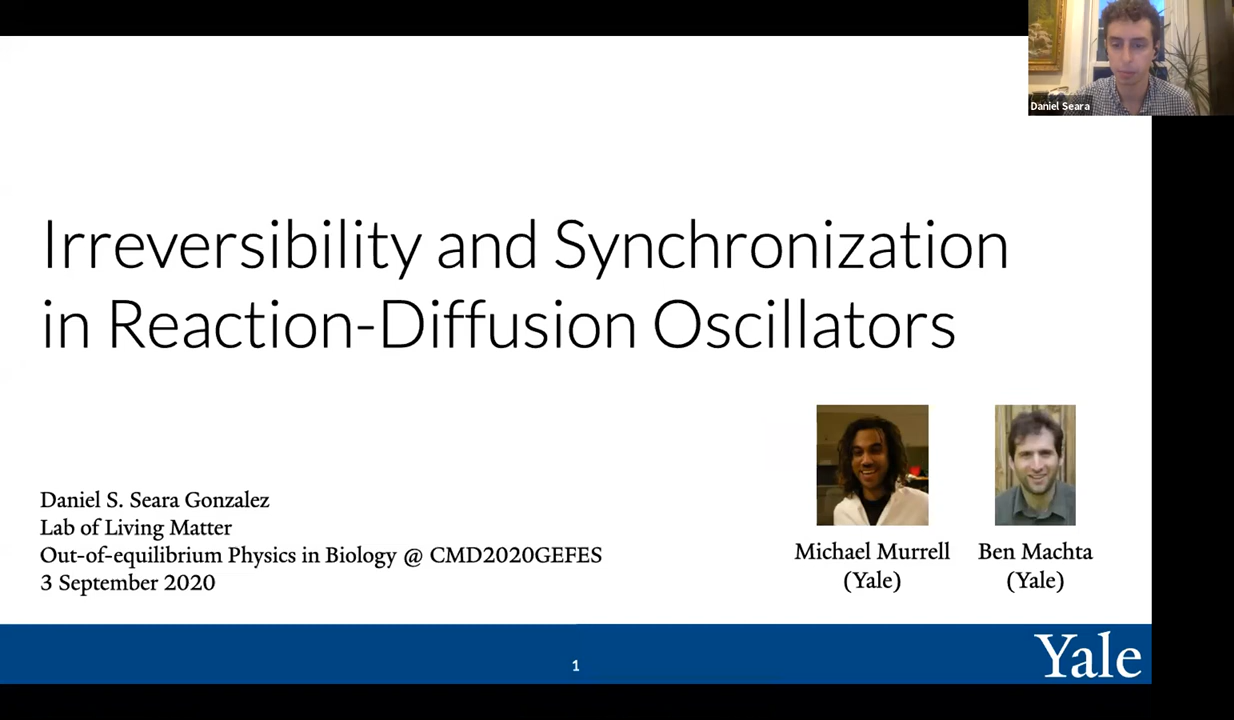 Daniel Seara
Irreversibility and Synchronization
in Reaction-Diffusion Oscillators
Daniel S. Seara Gonzalez
Lab of Living Matter
Out-of-equilibrium Physics in Biology @ CMD2020GEFES
3 September 2020
Michael Murrell
(Yale)
Ben Machta
(Yale)
1
Yale